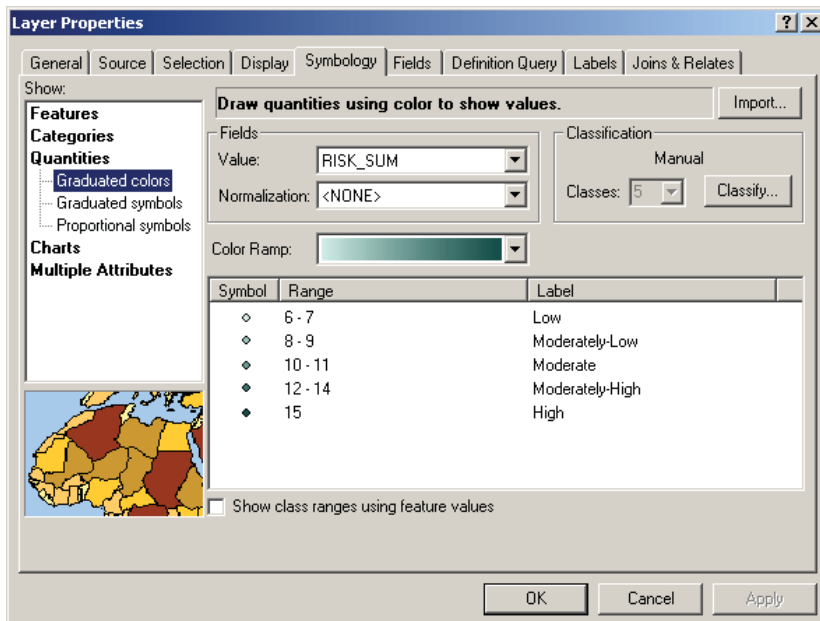 Layer Properties
General Source Selection Display Symbology Fields Definition Query Labels Joins & Relates
Show:
Features
Categories
Quantities
Graduated colors
Graduated symbols
Proportional symbols
Charts
Multiple Attributes
Draw quantities using color to show values.
Import...
Fields
Value: RISK_SUM
Normalization: <NONE>
Classification
Manual
Classes: 5 Classify...
Color Ramp:
Symbol Range Label
6 - 7 Low
8 - 9 Moderately-Low
10 - 11 Moderate
12 - 14 Moderately-High
15 High
Show class ranges using feature values
OK Cancel Apply